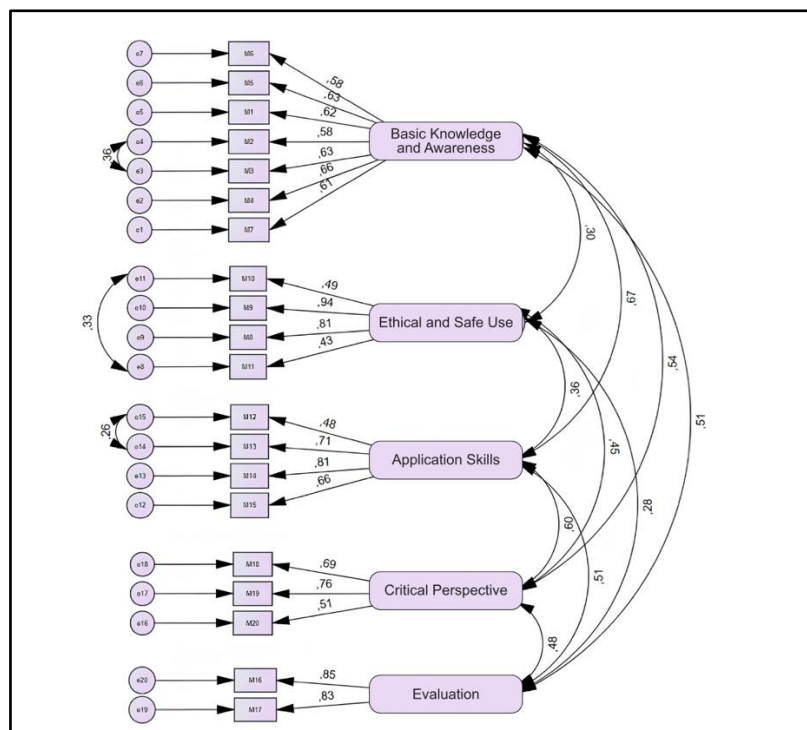 e7 M6 ,58
e6 M5 ,63
e5 M1 ,62
e4 M2 ,58
,36
e3 M3 ,63
e2 M4 ,66
e1 M7 ,61
Basic Knowledge
and Awareness
,30
,67
,54
,51
e11 M10 ,49
e10 M9 ,94
,33
e9 M8 ,81
e8 M11 ,43
Ethical and Safe Use
,36
,45
,28
e15 M12 ,48
,26
e14 M13 ,71
e13 M14 ,81
e12 M15 ,66
Application Skills
,60
,51
e18 M18 ,69
e17 M19 ,76
e16 M20 ,51
Critical Perspective
,48
e20 M16 ,85
e19 M17 ,83
Evaluation